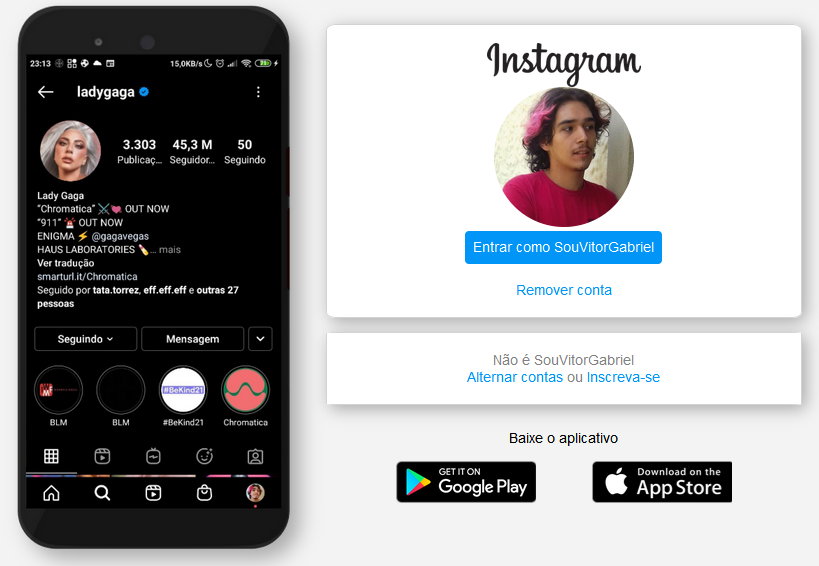 23:13
15,0KB/s
ladygaga
3.303
45,3 M
50
Publicaç...
Seguidor...
Seguindo
Lady Gaga
"Chromatica" ⚔️💓 OUT NOW
"911" 🚨 OUT NOW
ENIGMA ⚡ @gagavegas
HAUS LABORATORIES 💄... mais
Ver tradução
smarturl.it/Chromatica
Seguido por tata.torrez, eff.eff.eff e outras 27
pessoas
Seguindo
Mensagem
#BeKind21
BLM
BLM
#BeKind21
Chromatica
Instagram
Entrar como SouVitorGabriel
Remover conta
Não é SouVitorGabriel
Alternar contas ou Inscreva-se
Baixe o aplicativo
GET IT ON
Google Play
Download on the
App Store